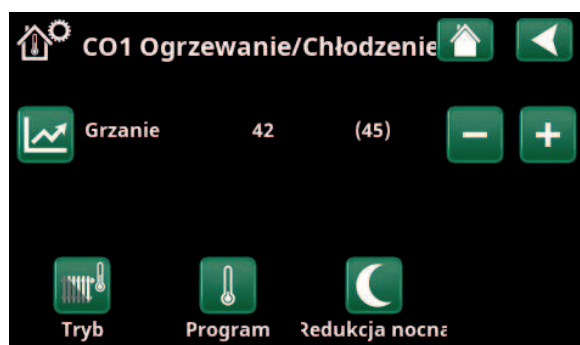 CO1 Ogrzewanie/Chłodzenie
Grzanie 42 (45) − +
Tryb Program Redukcja nocna